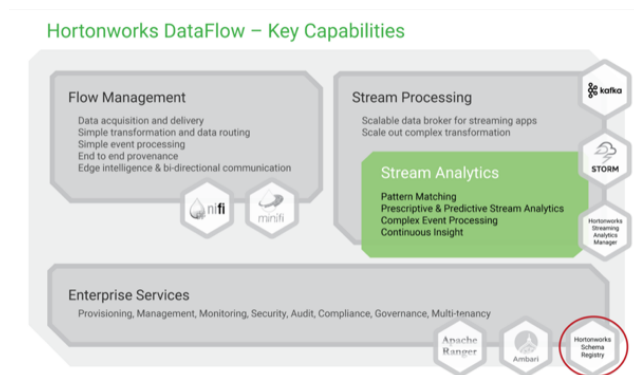 Hortonworks DataFlow – Key Capabilities
Flow Management
Data acquisition and delivery
Simple transformation and data routing
Simple event processing
End to end provenance
Edge intelligence & bi-directional communication
nifi
minifi
Stream Processing
Scalable data broker for streaming apps
Scale out complex transformation
kafka
STORM
Stream Analytics
Pattern Matching
Prescriptive & Predictive Stream Analytics
Complex Event Processing
Continuous Insight
Hortonworks
Streaming
Analytics
Manager
Enterprise Services
Provisioning, Management, Monitoring, Security, Audit, Compliance, Governance, Multi-tenancy
Apache
Ranger
Ambari
Hortonworks
Schema
Registry